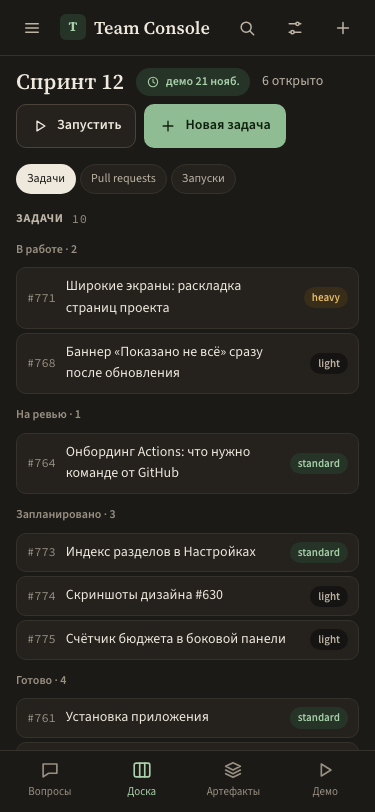 T Team Console
Спринт 12 демо 21 нояб. 6 открыто
Запустить Новая задача
Задачи Pull requests Запуски
ЗАДАЧИ 10
В работе · 2
#771 Широкие экраны: раскладка страниц проекта heavy
#768 Баннер «Показано не всё» сразу после обновления light
На ревью · 1
#764 Онбординг Actions: что нужно команде от GitHub standard
Запланировано · 3
#773 Индекс разделов в Настройках standard
#774 Скриншоты дизайна #630 light
#775 Счётчик бюджета в боковой панели light
Готово · 4
#761 Установка приложения standard
Вопросы Доска Артефакты Демо